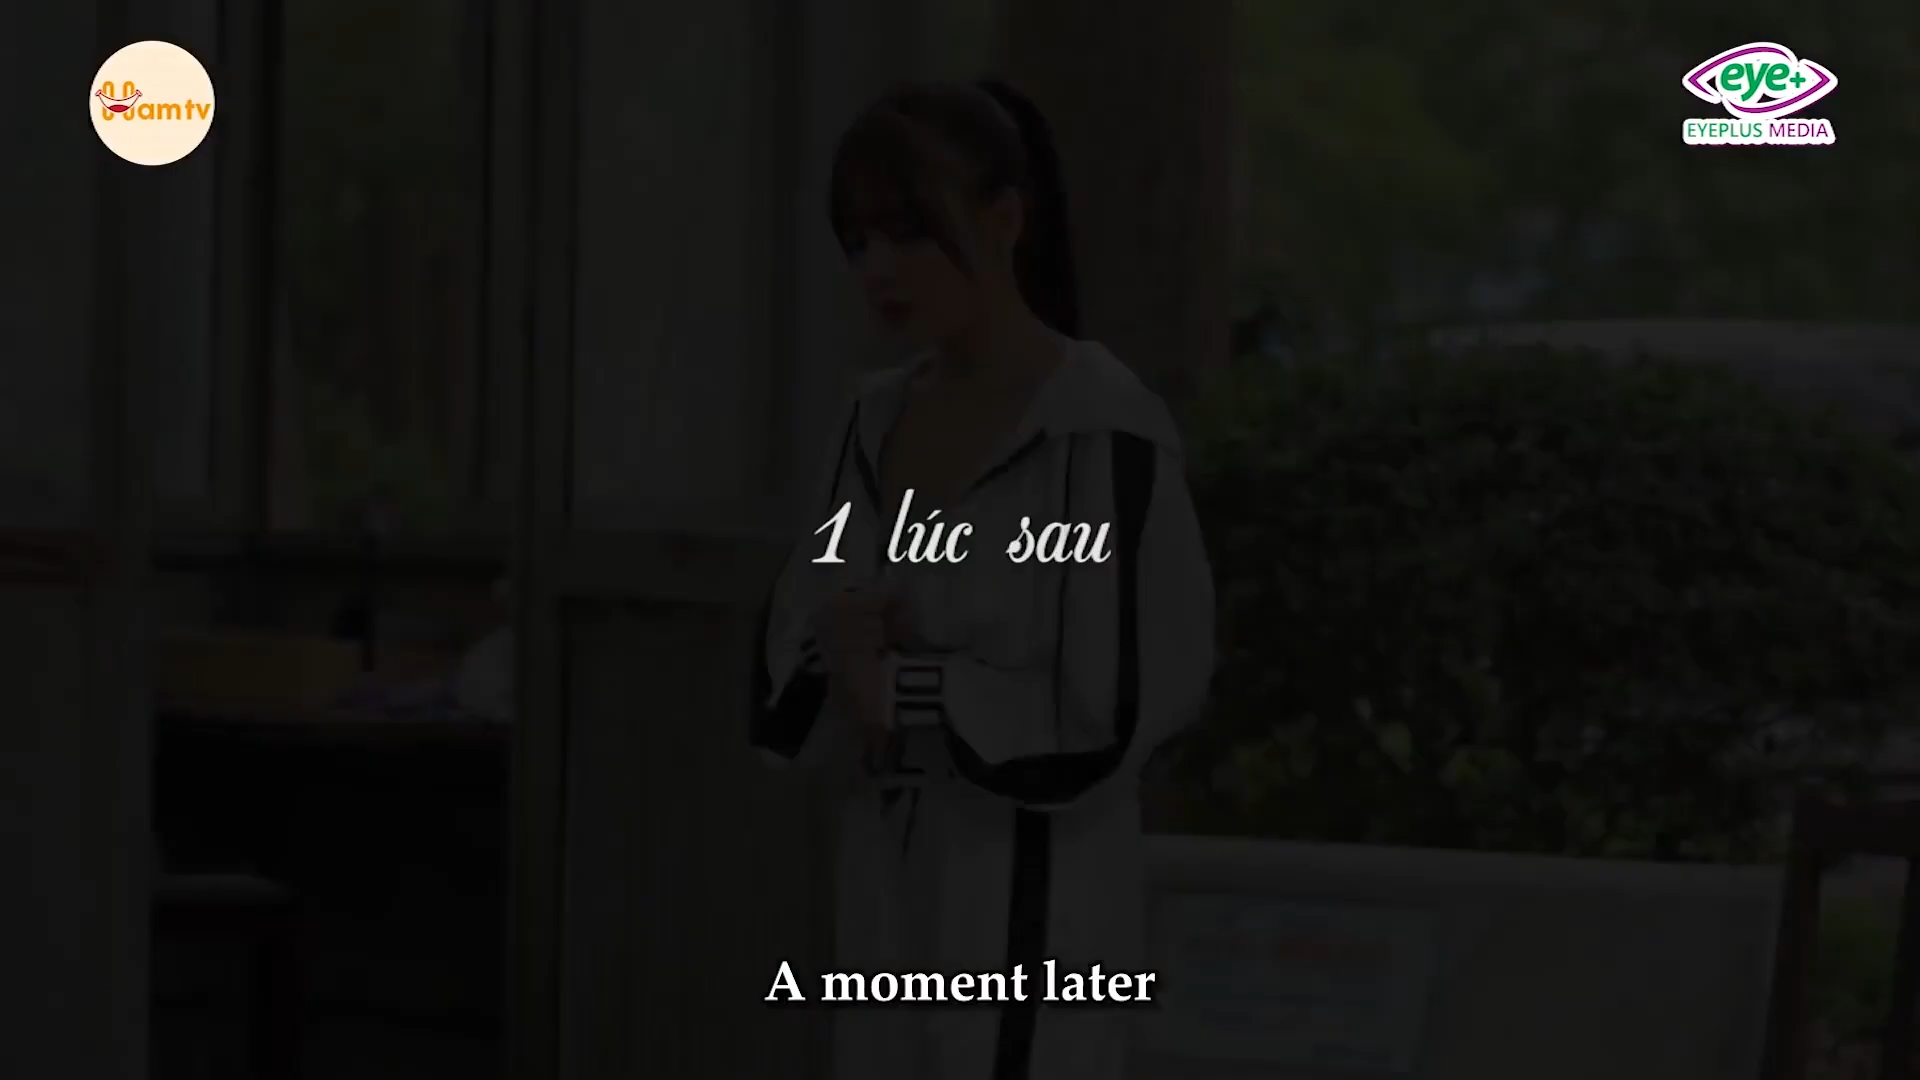 Hamtv
eye+
EYEPLUS MEDIA
1 lúc sau
A moment later